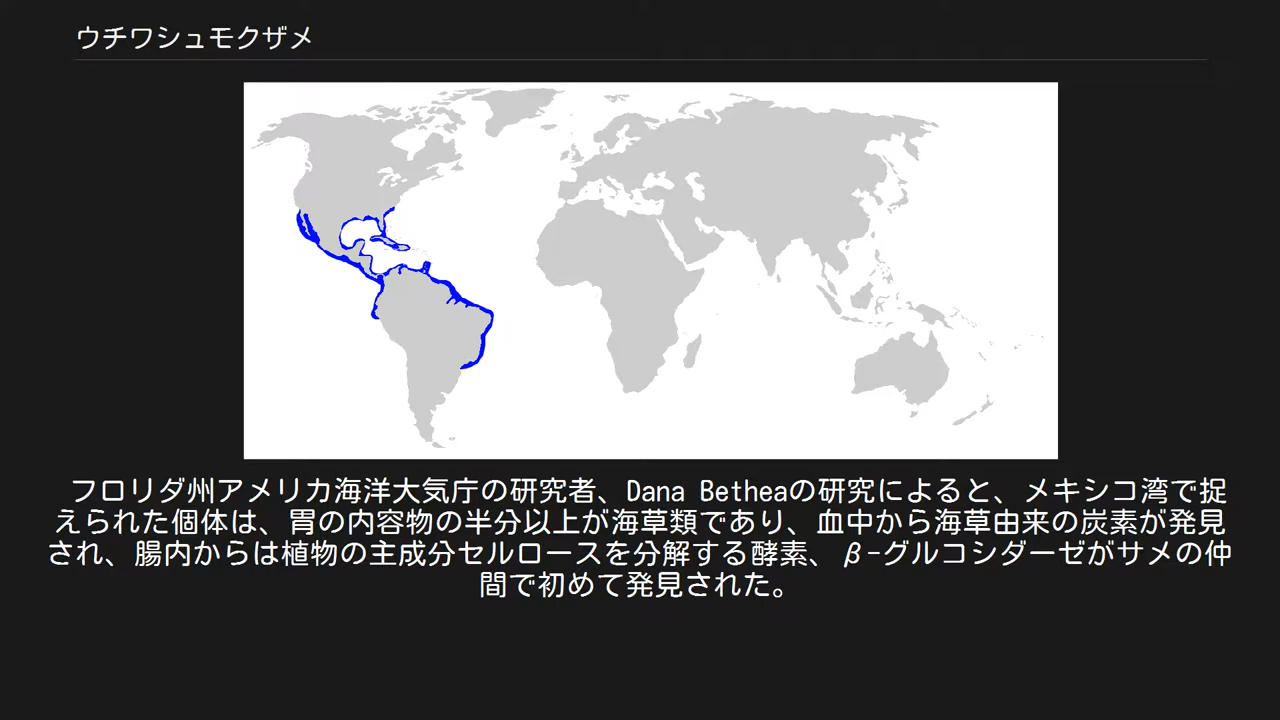 ウチワシュモクザメ
フロリダ州アメリカ海洋大気庁の研究者、Dana Betheaの研究によると、メキシコ湾で捉
えられた個体は、胃の内容物の半分以上が海草類であり、血中から海草由来の炭素が発見
され、腸内からは植物の主成分セルロースを分解する酵素、β-グルコシダーゼがサメの仲
間で初めて発見された。